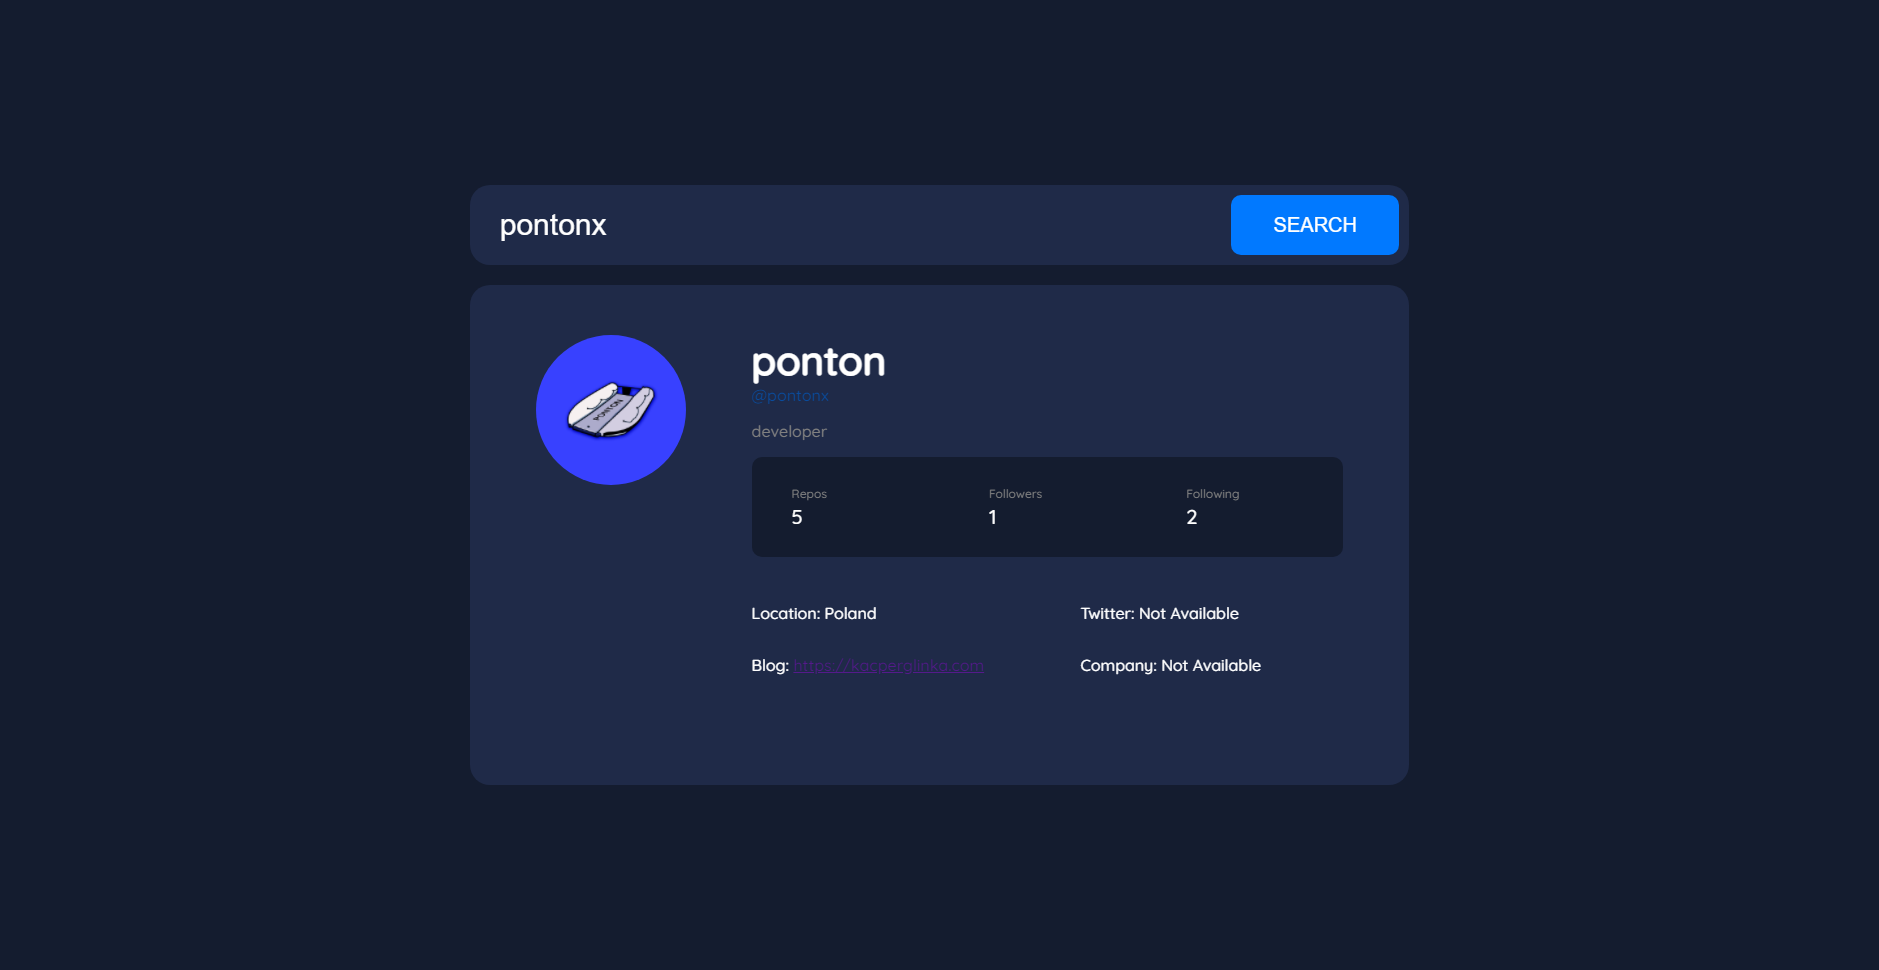 pontonx
SEARCH
ponton
@pontonx
developer
PONTON
Repos
Followers
Following
5
1
2
Location: Poland
Twitter: Not Available
Blog: https://kacperglinka.com
Company: Not Available